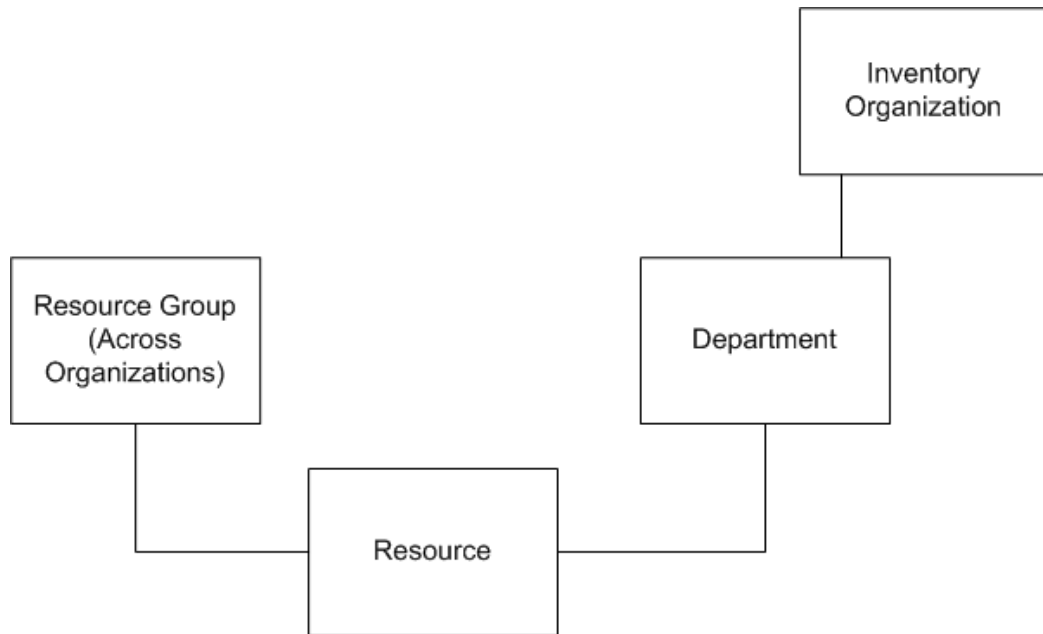 Inventory
Organization
Resource Group
(Across
Organizations)
Department
Resource